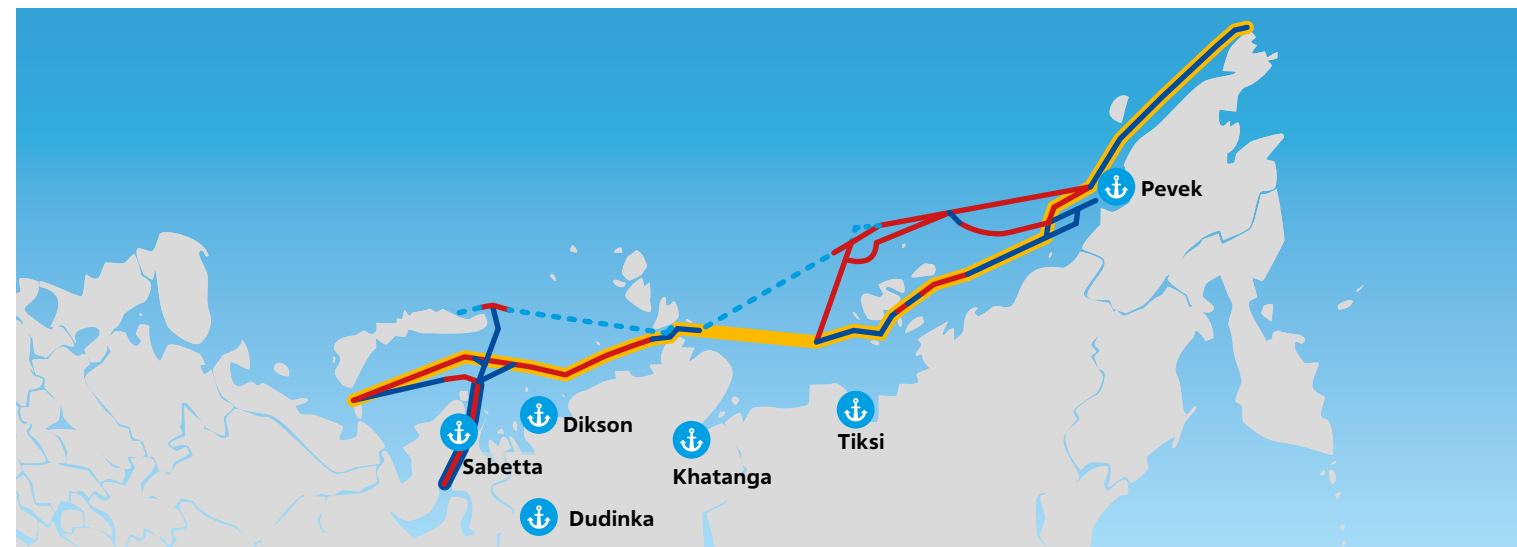 Pevek
Dikson
Tiksi
Sabetta
Khatanga
Dudinka